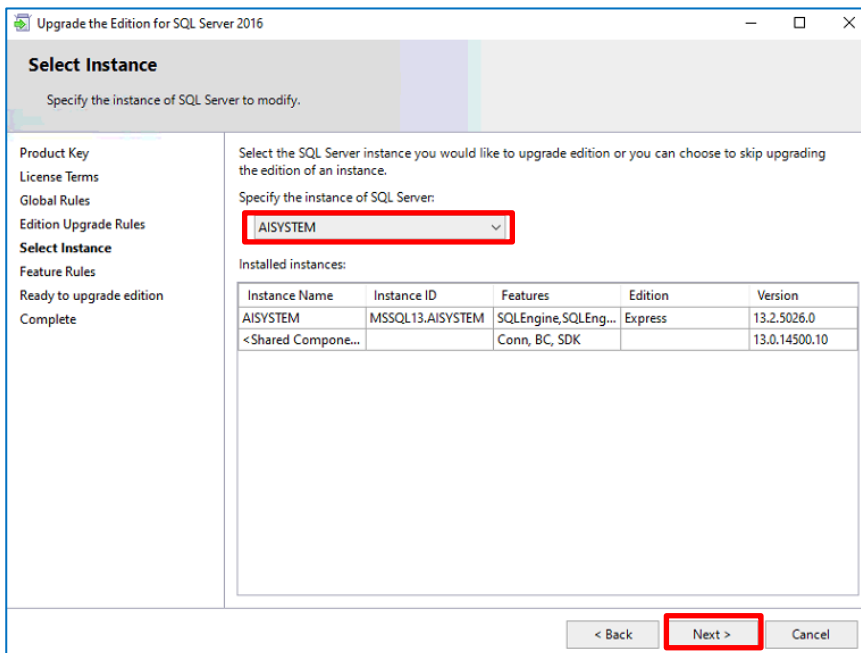 Upgrade the Edition for SQL Server 2016
Select Instance
Specify the instance of SQL Server to modify.
Product Key
License Terms
Global Rules
Edition Upgrade Rules
Select Instance
Feature Rules
Ready to upgrade edition
Complete
Select the SQL Server instance you would like to upgrade edition or you can choose to skip upgrading
the edition of an instance.
Specify the instance of SQL Server:
AISYSTEM
Installed instances:
Instance Name Instance ID Features Edition Version
AISYSTEM MSSQL13.AISYSTEM SQLEngine,SQLEng... Express 13.2.5026.0
<Shared Compone... Conn, BC, SDK 13.0.14500.10
< Back Next > Cancel